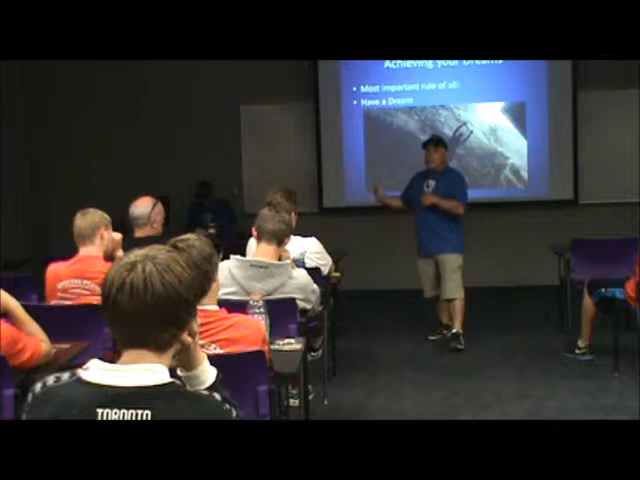 Achieving your Dreams
• Most important rule of all:
• Have a Dream
TORONTO